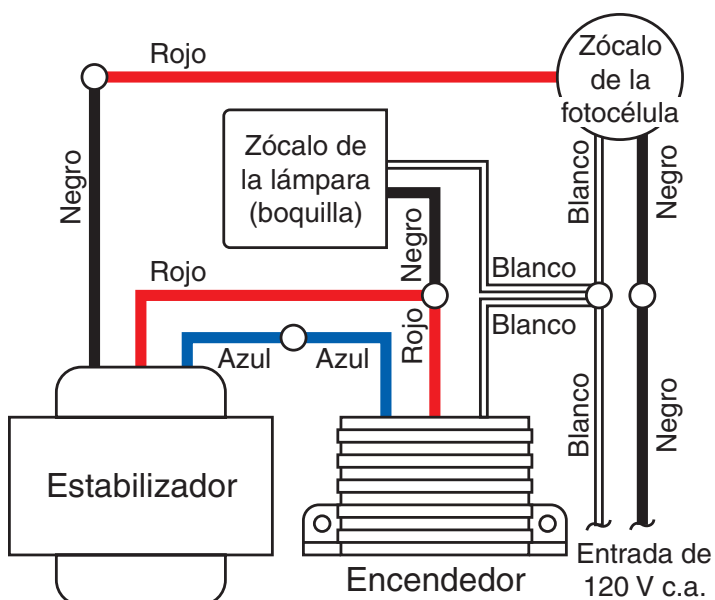 Rojo
Zócalo
de la
fotocélula
Zócalo de
la lámpara
(boquilla)
Negro
Negro
Blanco
Negro
Rojo
Blanco
Rojo
Blanco
Azul
Azul
Blanco
Negro
Estabilizador
Encendedor
Entrada de
120 V c.a.